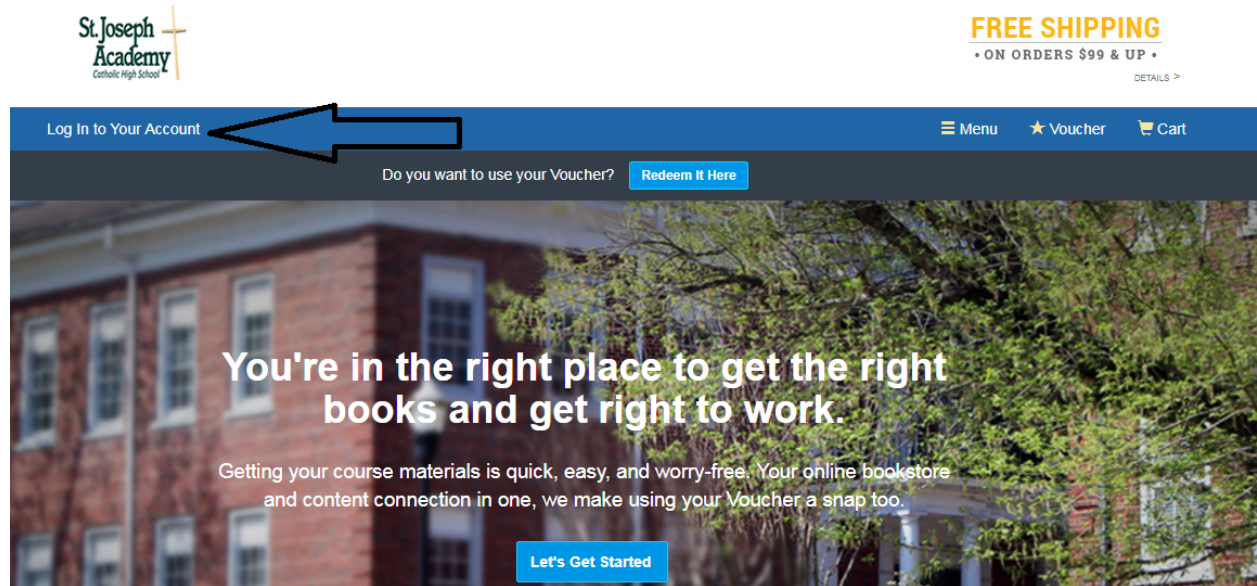 St. Joseph
Academy
Catholic High School
FREE SHIPPING
• ON ORDERS $99 & UP •
DETAILS >
Log In to Your Account
Menu
Voucher
Cart
Do you want to use your Voucher?
Redeem It Here
You're in the right place to get the right
books and get right to work.
Getting your course materials is quick, easy, and worry-free. Your online bookstore
and content connection in one, we make using your Voucher a snap too.
Let's Get Started